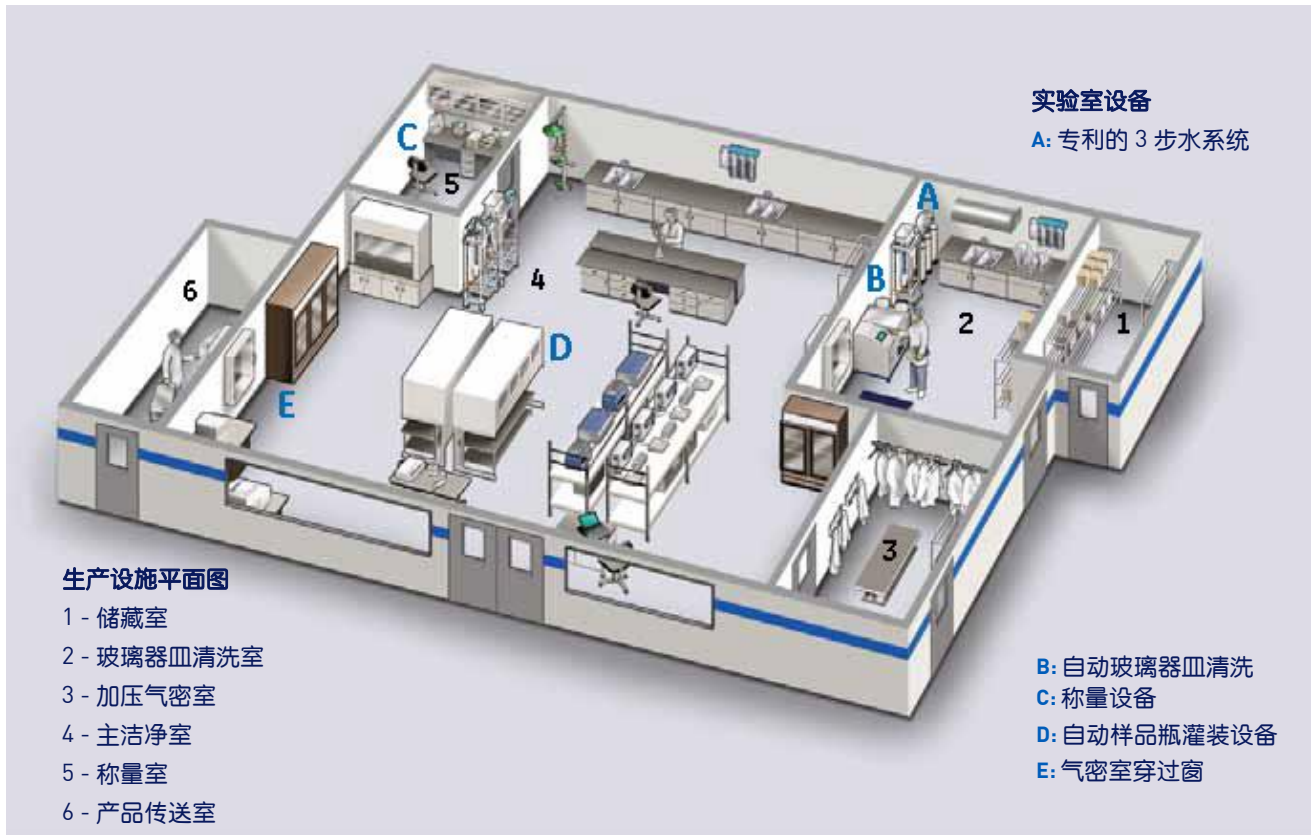 实验室设备
A: 专利的 3 步水系统
C
5
A
6
4
B
2
1
D
E
3
生产设施平面图
1 - 储藏室
2 - 玻璃器皿清洗室
3 - 加压气密室
4 - 主洁净室
5 - 称量室
6 - 产品传送室
B: 自动玻璃器皿清洗
C: 称量设备
D: 自动样品瓶灌装设备
E: 气密室穿过窗